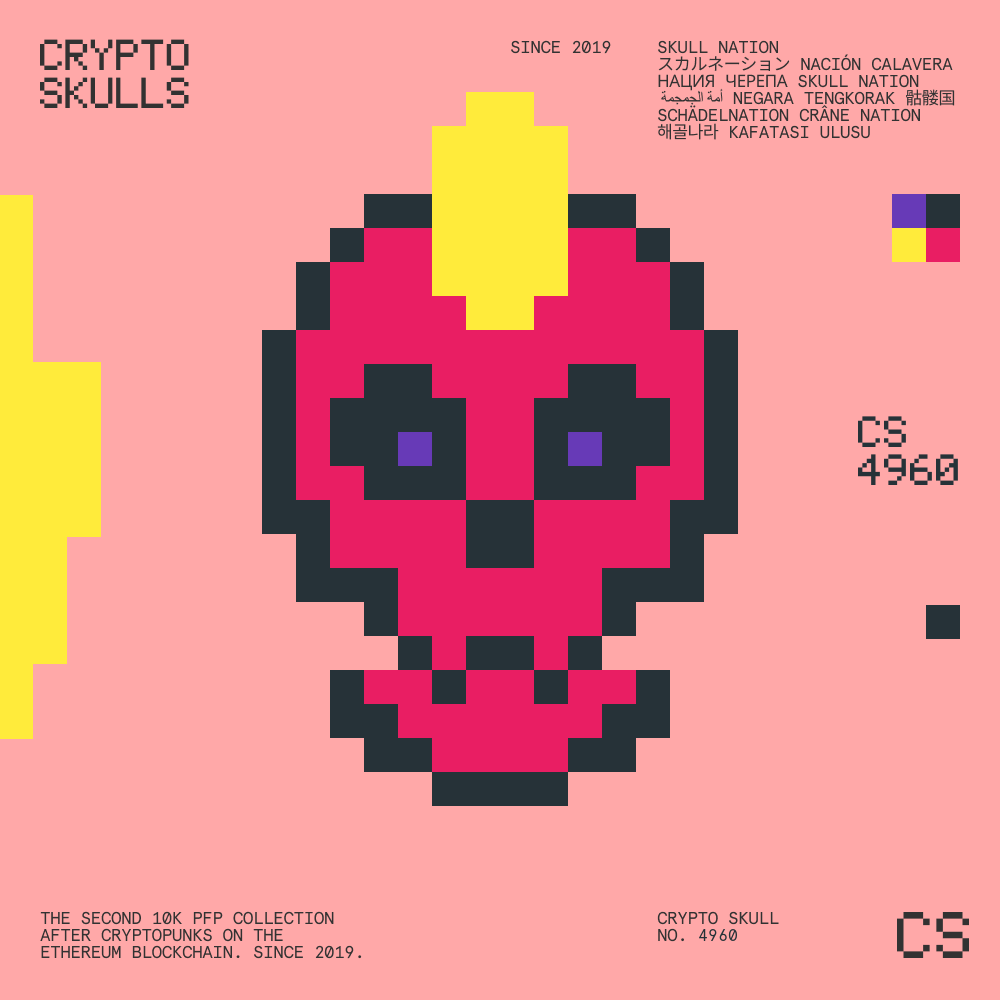 CRYPTO
SKULLS
SINCE 2019
SKULL NATION
スカルネーション NACIÓN CALAVERA
НАЦИЯ ЧЕРЕПА SKULL NATION
أمة الجمجمة NEGARA TENGKORAK 骷髅国
SCHÄDELNATION CRÂNE NATION
해골나라 KAFATASI ULUSU
CS
4960
THE SECOND 10K PFP COLLECTION
AFTER CRYPTOPUNKS ON THE
ETHEREUM BLOCKCHAIN. SINCE 2019.
CRYPTO SKULL
NO. 4960
CS